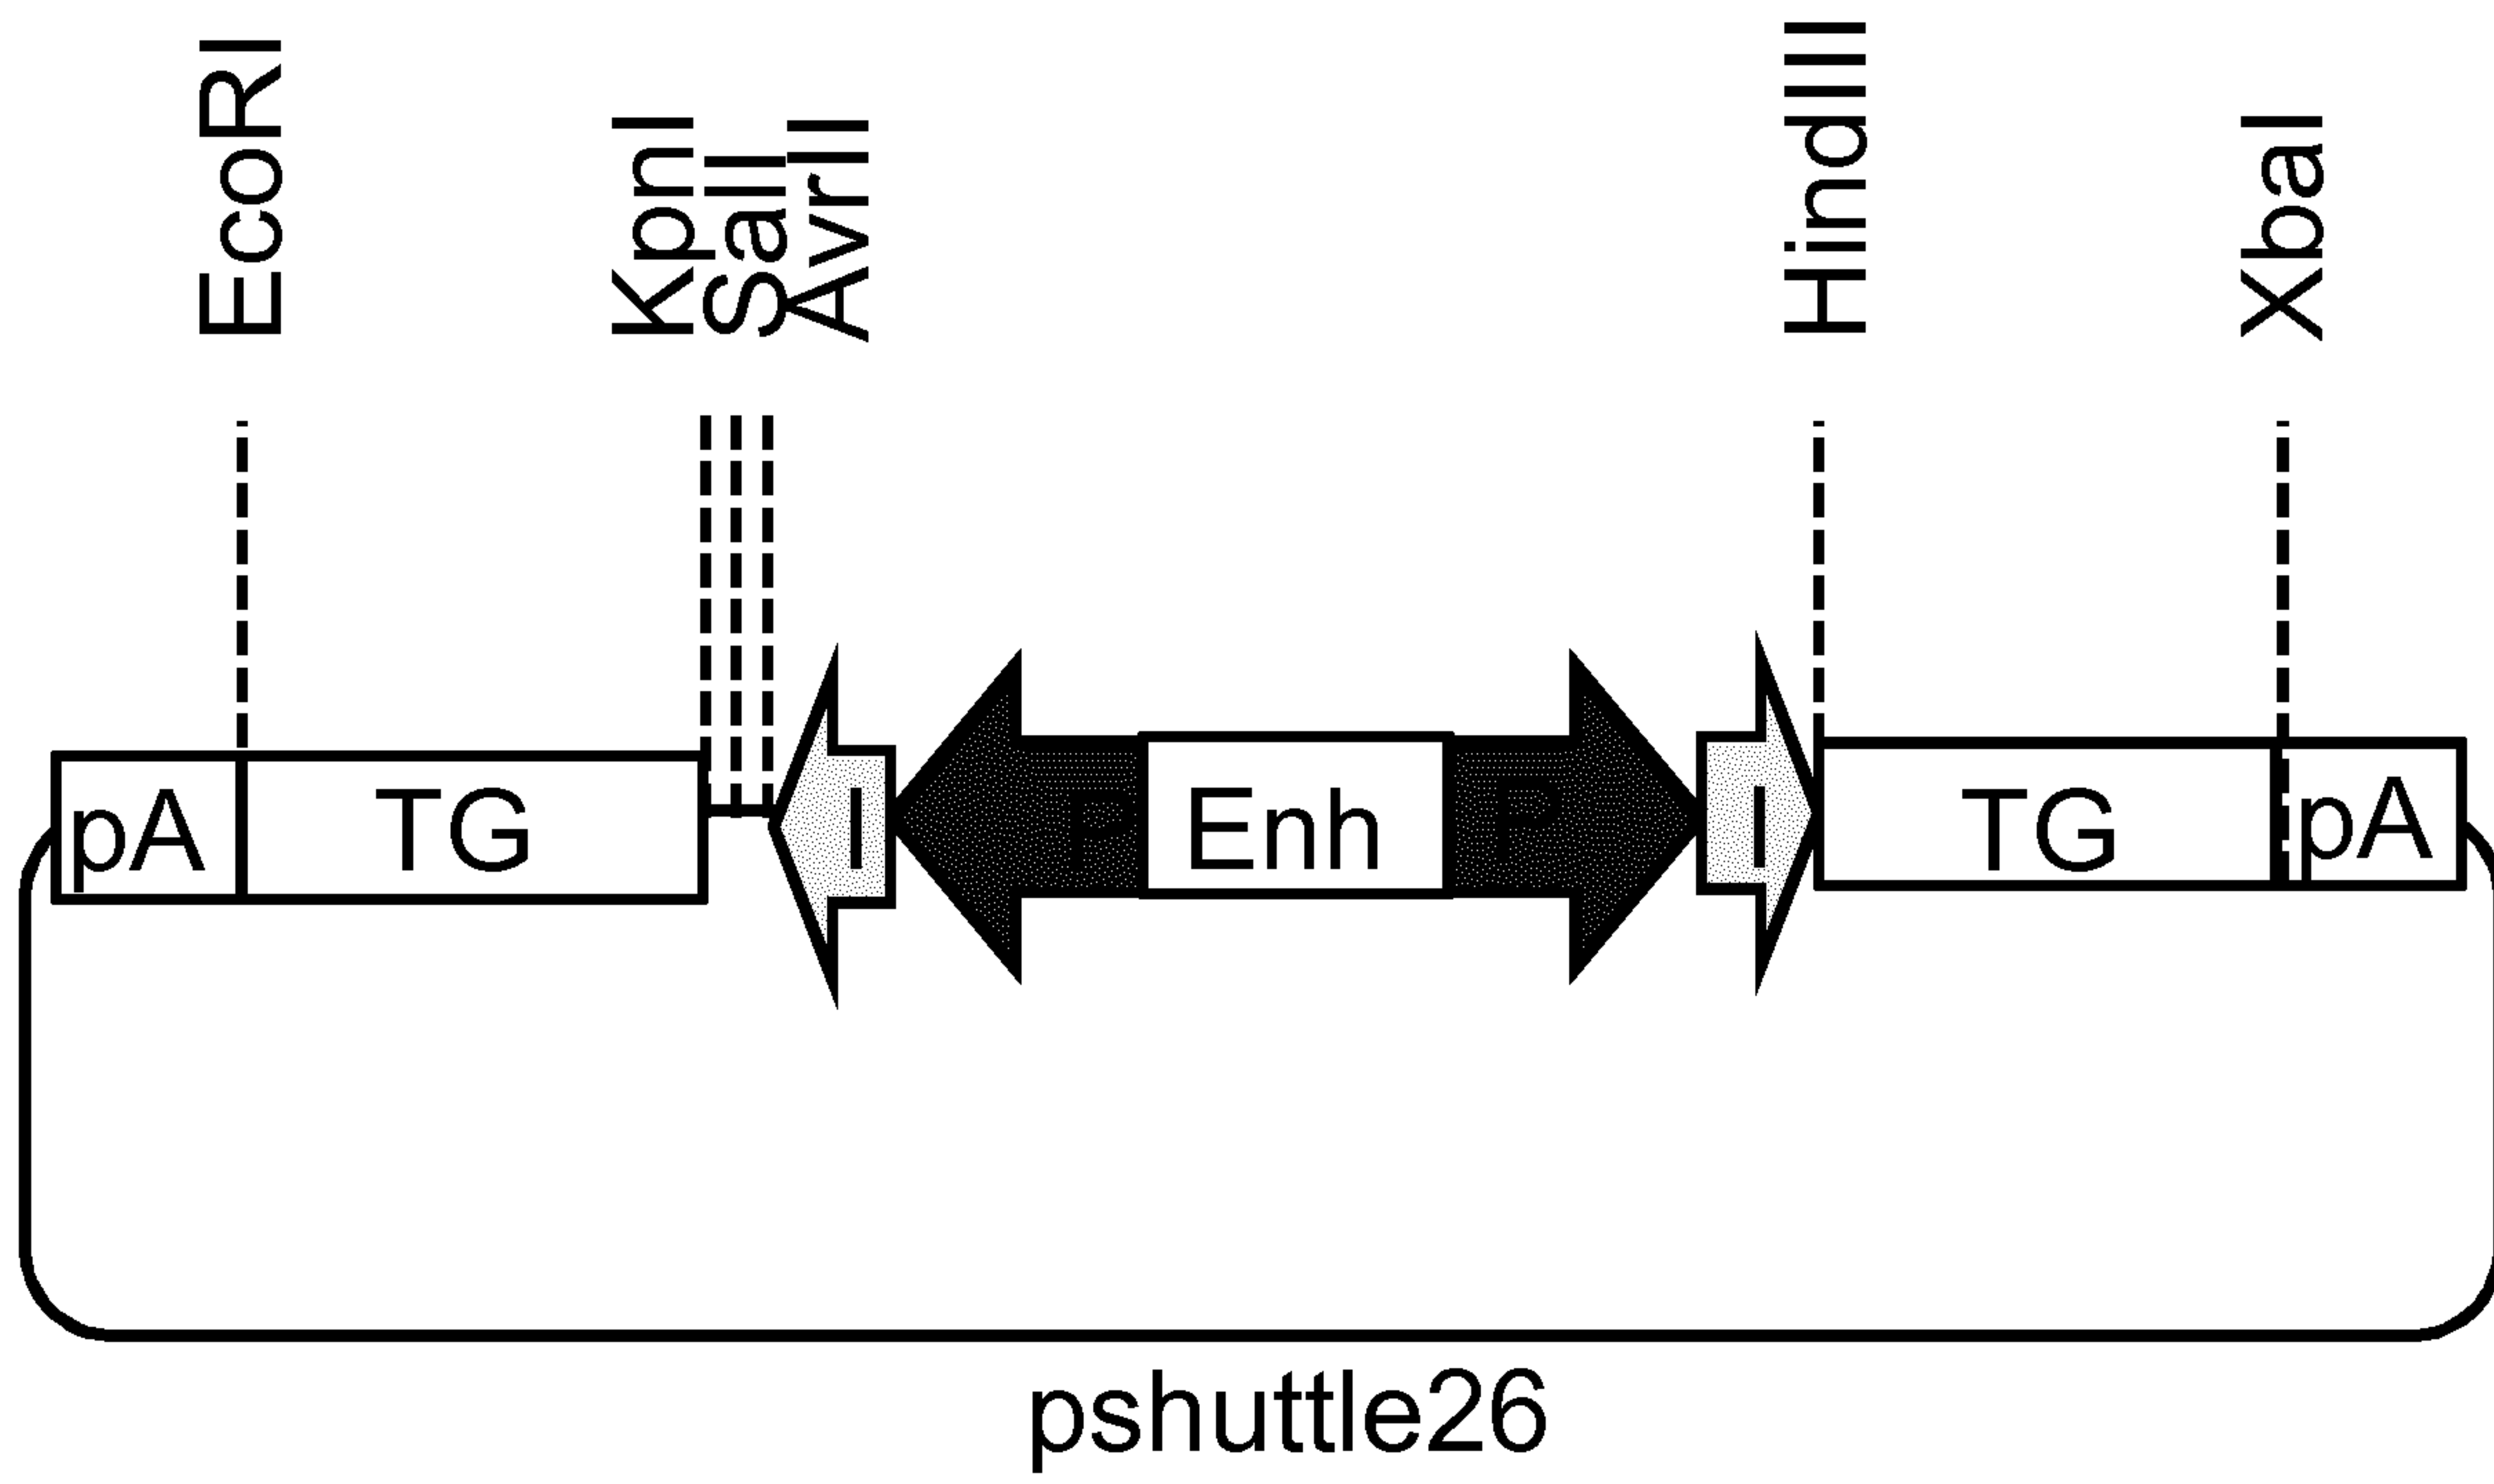 EcoRI
KpnI
SalI
AvrII
HindIII
XbaI
pA
TG
I
P
Enh
P
I
TG
pA
pshuttle26